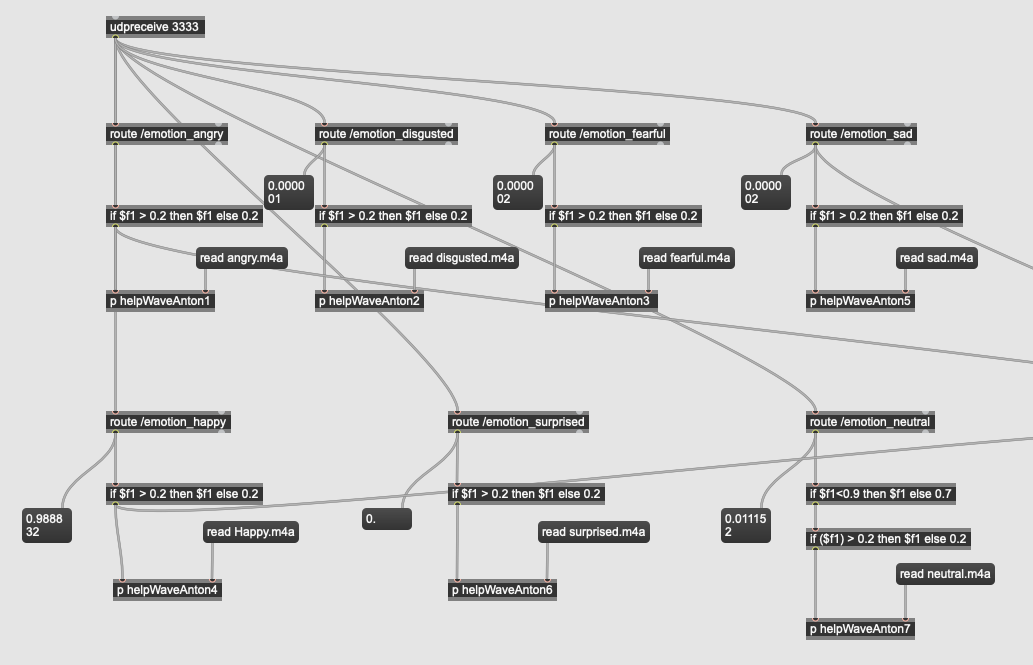 udpreceive 3333
route /emotion_angry
route /emotion_disgusted
route /emotion_fearful
route /emotion_sad
0.0000
01
0.0000
02
0.0000
02
if $f1 > 0.2 then $f1 else 0.2
if $f1 > 0.2 then $f1 else 0.2
if $f1 > 0.2 then $f1 else 0.2
if $f1 > 0.2 then $f1 else 0.2
read angry.m4a
read disgusted.m4a
read fearful.m4a
read sad.m4a
p helpWaveAnton1
p helpWaveAnton2
p helpWaveAnton3
p helpWaveAnton5
route /emotion_happy
route /emotion_surprised
route /emotion_neutral
if $f1 > 0.2 then $f1 else 0.2
if $f1 > 0.2 then $f1 else 0.2
if $f1<0.9 then $f1 else 0.7
0.9888
32
0.
0.01115
2
read Happy.m4a
read surprised.m4a
if ($f1) > 0.2 then $f1 else 0.2
read neutral.m4a
p helpWaveAnton4
p helpWaveAnton6
p helpWaveAnton7